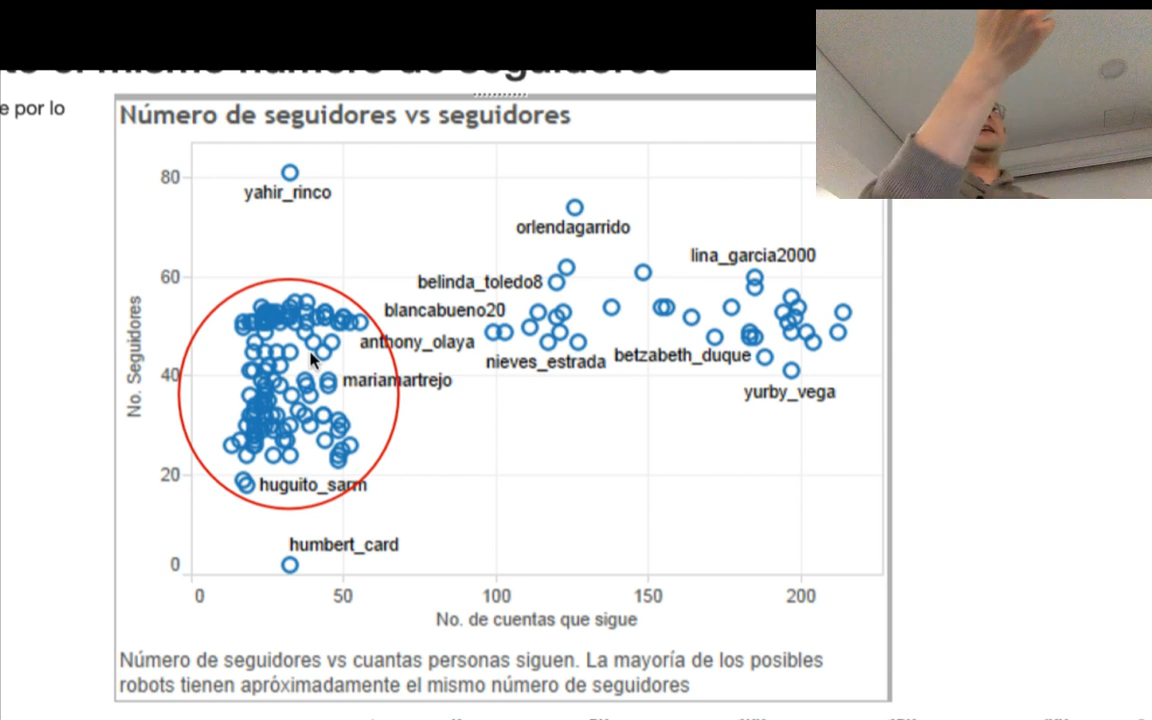 e por lo
Número de seguidores vs seguidores
80
yahir_rinco
orlendagarrido
lina_garcia2000
60
belinda_toledo8
blancabueno20
anthony_olaya
nieves_estrada
betzabeth_duque
40
mariamartrejo
yurby_vega
No. Seguidores
20
huguito_sarm
humbert_card
0
0 50 100 150 200
No. de cuentas que sigue
Número de seguidores vs cuantas personas siguen. La mayoría de los posibles
robots tienen apróximadamente el mismo número de seguidores